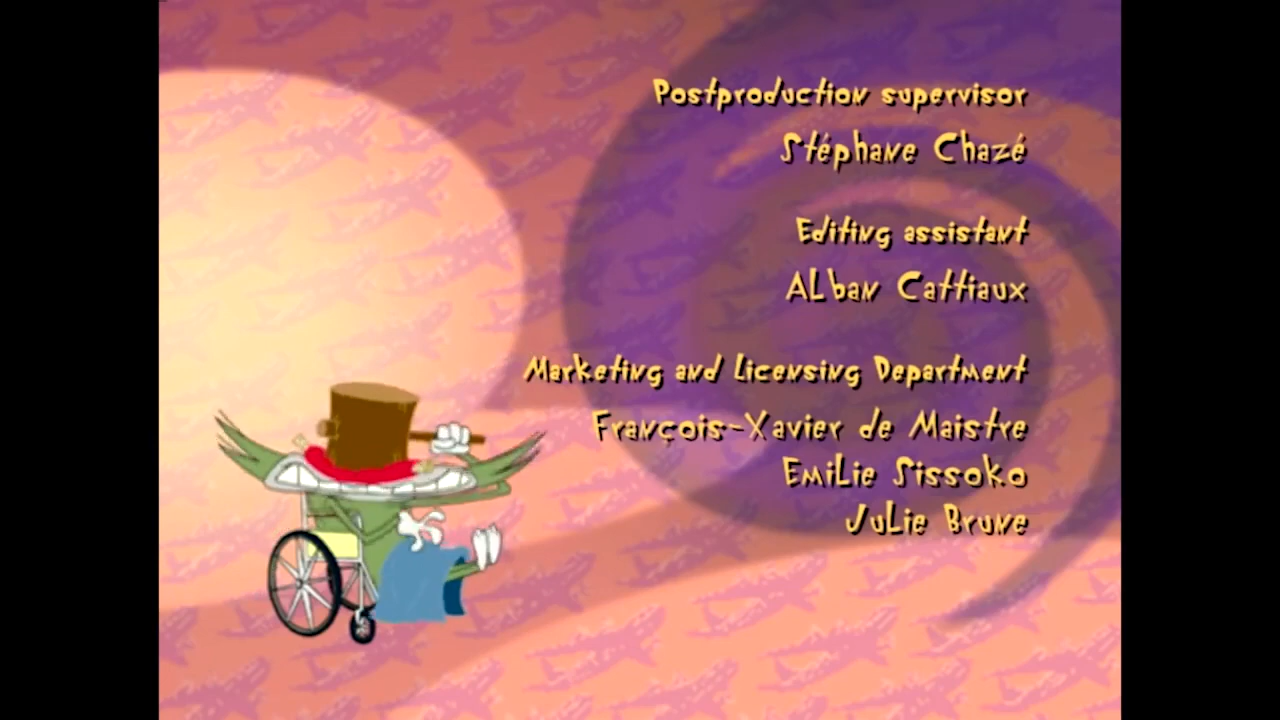 Postproduction supervisor
Stéphane Chazé
Editing assistant
Alban Cattiaux
Marketing and Licensing Department
François-Xavier de Maistre
Emilie Sissoko
Julie Brune